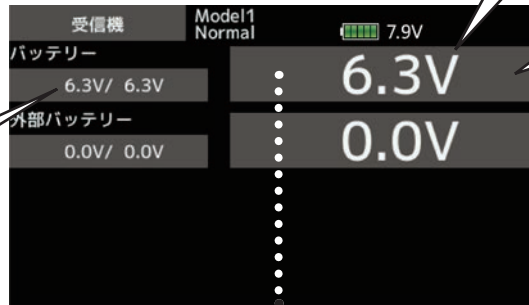 受信機
Model1
Normal
7.9V
バッテリー
6.3V/ 6.3V
6.3V
外部バッテリー
0.0V/ 0.0V
0.0V